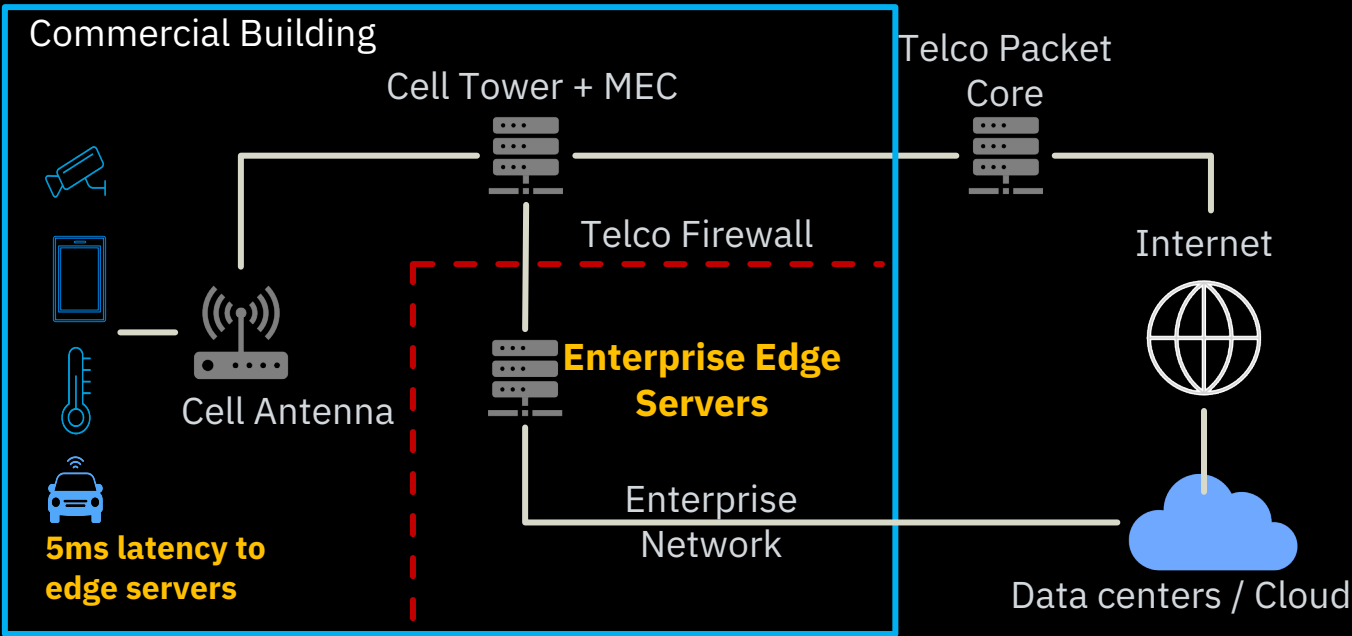 Commercial Building
Telco Packet
Core
Cell Tower + MEC
Telco Firewall
Internet
Enterprise Edge
Servers
Cell Antenna
Enterprise
Network
5ms latency to
edge servers
Data centers / Cloud